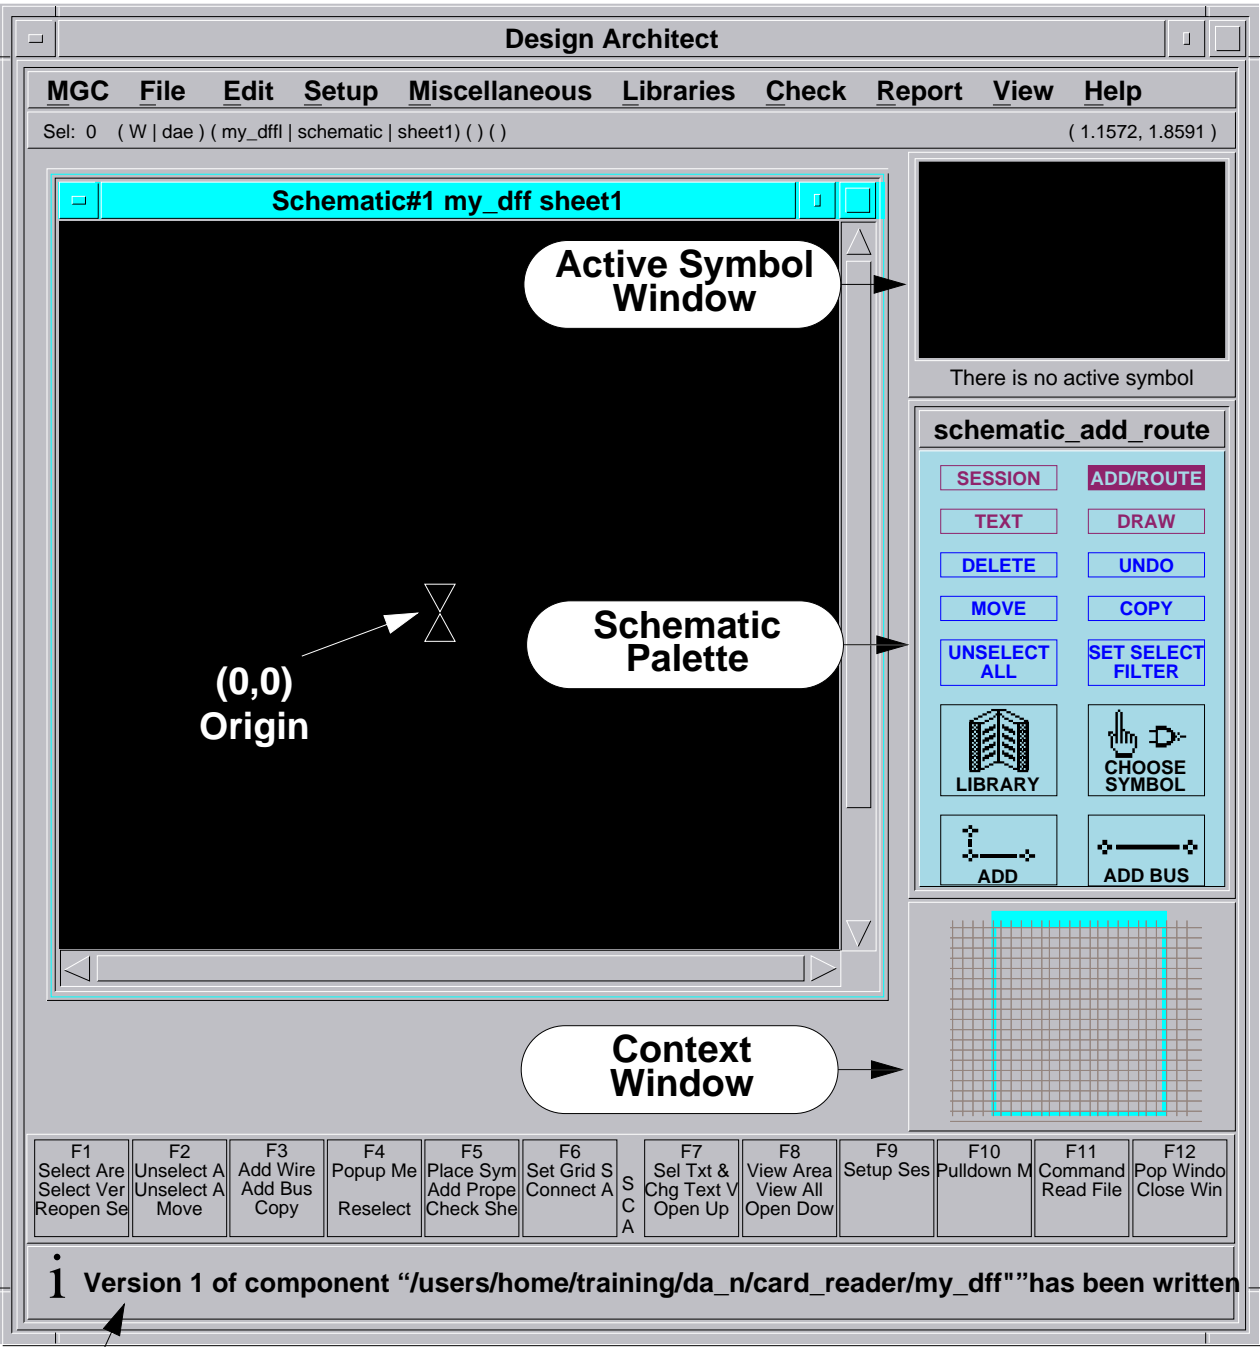 Design Architect
MGC File Edit Setup Miscellaneous Libraries Check Report View Help
Sel: 0 ( W | dae ) ( my_dffl | schematic | sheet1) ( ) ( ) ( 1.1572, 1.8591 )
Schematic#1 my_dff sheet1
Active Symbol
Window
There is no active symbol
schematic_add_route
SESSION ADD/ROUTE
TEXT DRAW
DELETE UNDO
MOVE COPY
UNSELECT
ALL
SET SELECT
FILTER
LIBRARY
CHOOSE
SYMBOL
ADD
ADD BUS
Schematic
Palette
(0,0)
Origin
Context
Window
F1
Select Are
Select Ver
Reopen Se
F2
Unselect A
Unselect A
Move
F3
Add Wire
Add Bus
Copy
F4
Popup Me
Reselect
F5
Place Sym
Add Prope
Check She
F6
Set Grid S
Connect A
S
C
A
F7
Sel Txt &
Chg Text V
Open Up
F8
View Area
View All
Open Dow
F9
Setup Ses
F10
Pulldown M
F11
Command
Read File
F12
Pop Windo
Close Win
i Version 1 of component “/users/home/training/da_n/card_reader/my_dff"”has been written